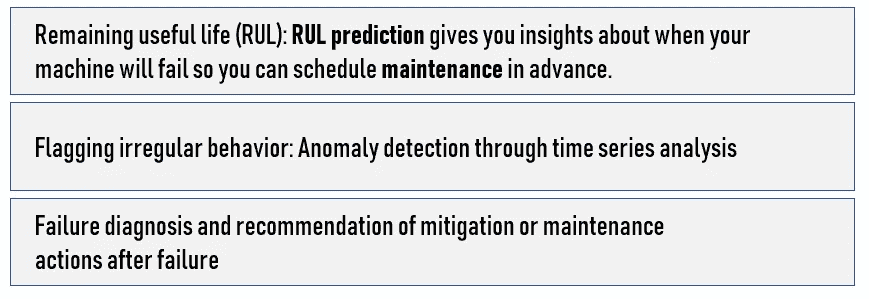 Remaining useful life (RUL): RUL prediction gives you insights about when your
machine will fail so you can schedule maintenance in advance.
Flagging irregular behavior: Anomaly detection through time series analysis
Failure diagnosis and recommendation of mitigation or maintenance
actions after failure